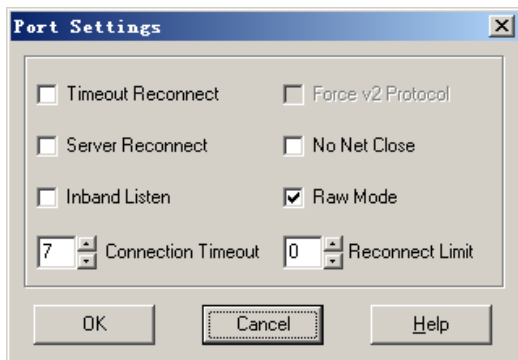 Port Settings
Timeout Reconnect
Force v2 Protocol
Server Reconnect
No Net Close
Inband Listen
Raw Mode
7 Connection Timeout
0 Reconnect Limit
OK
Cancel
Help